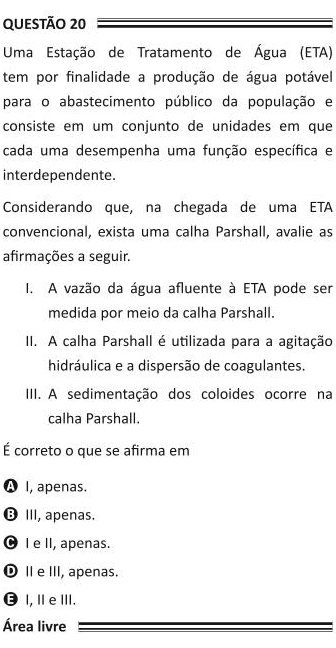 QUESTÃO 20
Uma Estação de Tratamento de Água (ETA)
tem por finalidade a produção de água potável
para o abastecimento público da população e
consiste em um conjunto de unidades em que
cada uma desempenha uma função específica e
interdependente.
Considerando que, na chegada de uma ETA
convencional, exista uma calha Parshall, avalie as
afirmações a seguir.
I. A vazão da água afluente à ETA pode ser
medida por meio da calha Parshall.
II. A calha Parshall é utilizada para a agitação
hidráulica e a dispersão de coagulantes.
III. A sedimentação dos coloides ocorre na
calha Parshall.
É correto o que se afirma em
A I, apenas.
B III, apenas.
C I e II, apenas.
D II e III, apenas.
E I, II e III.
Área livre